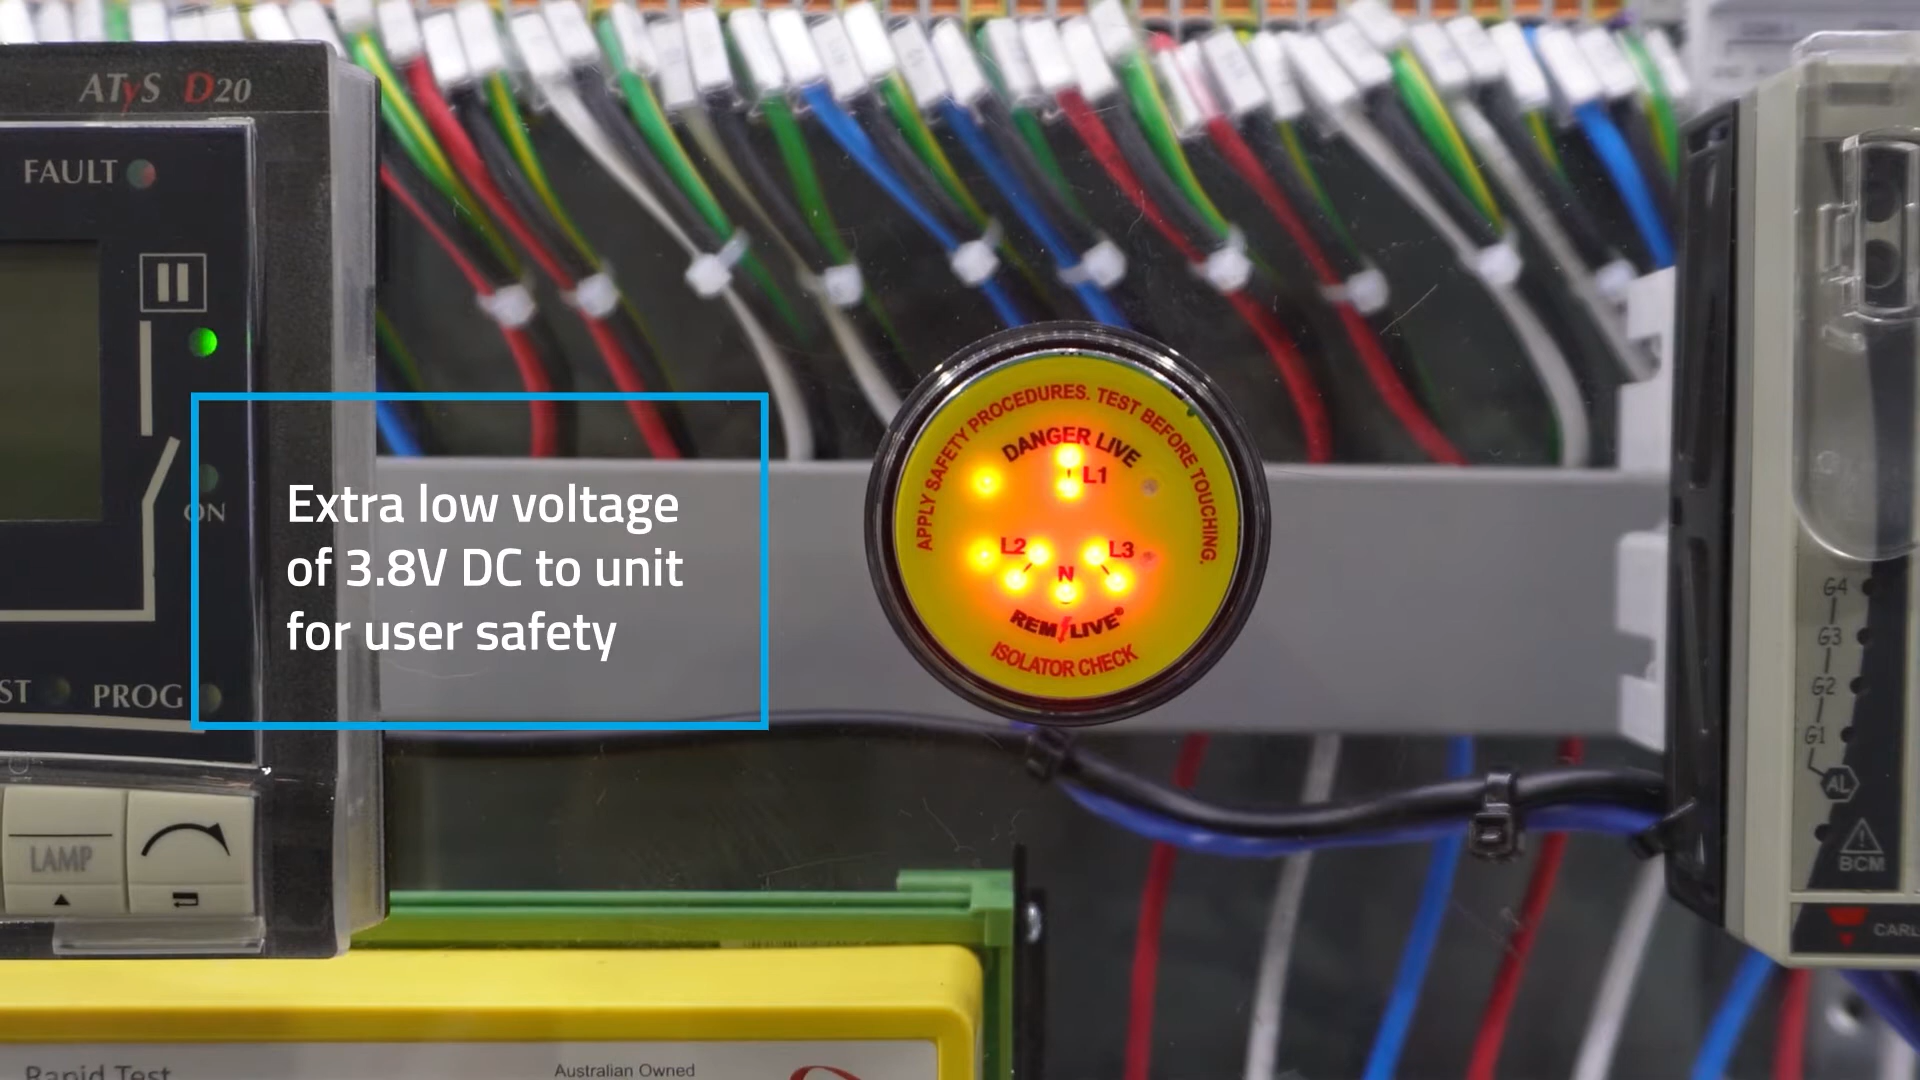 ATyS D20
FAULT
ON
ST
PROG
LAMP
Extra low voltage
of 3.8V DC to unit
for user safety
APPLY SAFETY PROCEDURES. TEST BEFORE TOUCHING.
DANGER LIVE
L1
L2
L3
N
REM LIVE®
ISOLATOR CHECK
G4
G3
G2
G1
AL
BCM
CARL
Rapid Test
Australian Owned